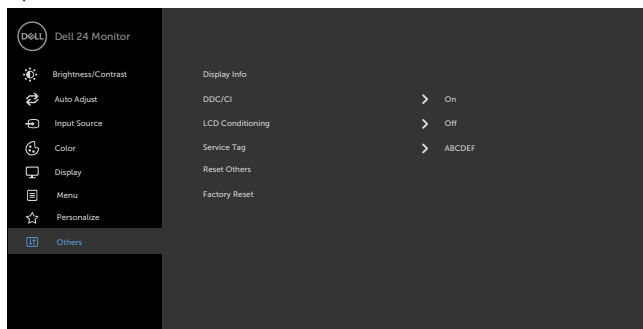 DELL Dell 24 Monitor
Brightness/Contrast
Auto Adjust
Input Source
Color
Display
Menu
Personalize
Others
Display Info
DDC/CI On
LCD Conditioning Off
Service Tag ABCDEF
Reset Others
Factory Reset